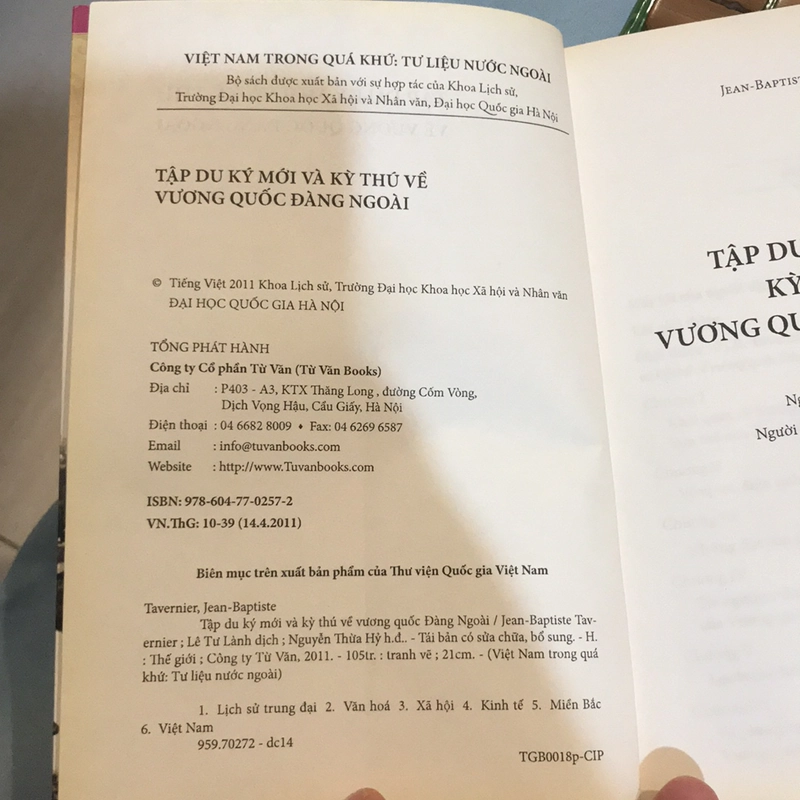 VIỆT NAM TRONG QUÁ KHỨ: TƯ LIỆU NƯỚC NGOÀI
Bộ sách được xuất bản với sự hợp tác của Khoa Lịch sử,
Trường Đại học Khoa học Xã hội và Nhân văn, Đại học Quốc gia Hà Nội
TẬP DU KÝ MỚI VÀ KỲ THÚ VỀ
VƯƠNG QUỐC ĐÀNG NGOÀI
© Tiếng Việt 2011 Khoa Lịch sử, Trường Đại học Khoa học Xã hội và Nhân văn
ĐẠI HỌC QUỐC GIA HÀ NỘI
TỔNG PHÁT HÀNH
Công ty Cổ phần Từ Văn (Từ Văn Books)
Địa chỉ : P403 - A3, KTX Thăng Long , đường Cốm Vòng,
Dịch Vọng Hậu, Cầu Giấy, Hà Nội
Điện thoại : 04 6682 8009 • Fax: 04 6269 6587
Email : info@tuvanbooks.com
Website : http://www.Tuvanbooks.com
ISBN: 978-604-77-0257-2
VN.ThG: 10-39 (14.4.2011)
Biên mục trên xuất bản phẩm của Thư viện Quốc gia Việt Nam
Tavernier, Jean-Baptiste
Tập du ký mới và kỳ thú về vương quốc Đàng Ngoài / Jean-Baptiste Tav-
ernier ; Lê Tư Lành dịch ; Nguyễn Thừa Hỷ h.đ.. - Tái bản có sửa chữa, bổ sung. - H.
: Thế giới ; Công ty Từ Văn, 2011. - 105tr. : tranh vẽ ; 21cm. - (Việt Nam trong quá
khứ: Tư liệu nước ngoài)
1. Lịch sử trung đại 2. Văn hoá 3. Xã hội 4. Kinh tế 5. Miền Bắc
6. Việt Nam
959.70272 - dc14
TGB0018p-CIP
JEAN-BAPTIST
TẬP DU
KỲ
VƯƠNG QU
Ng
Người